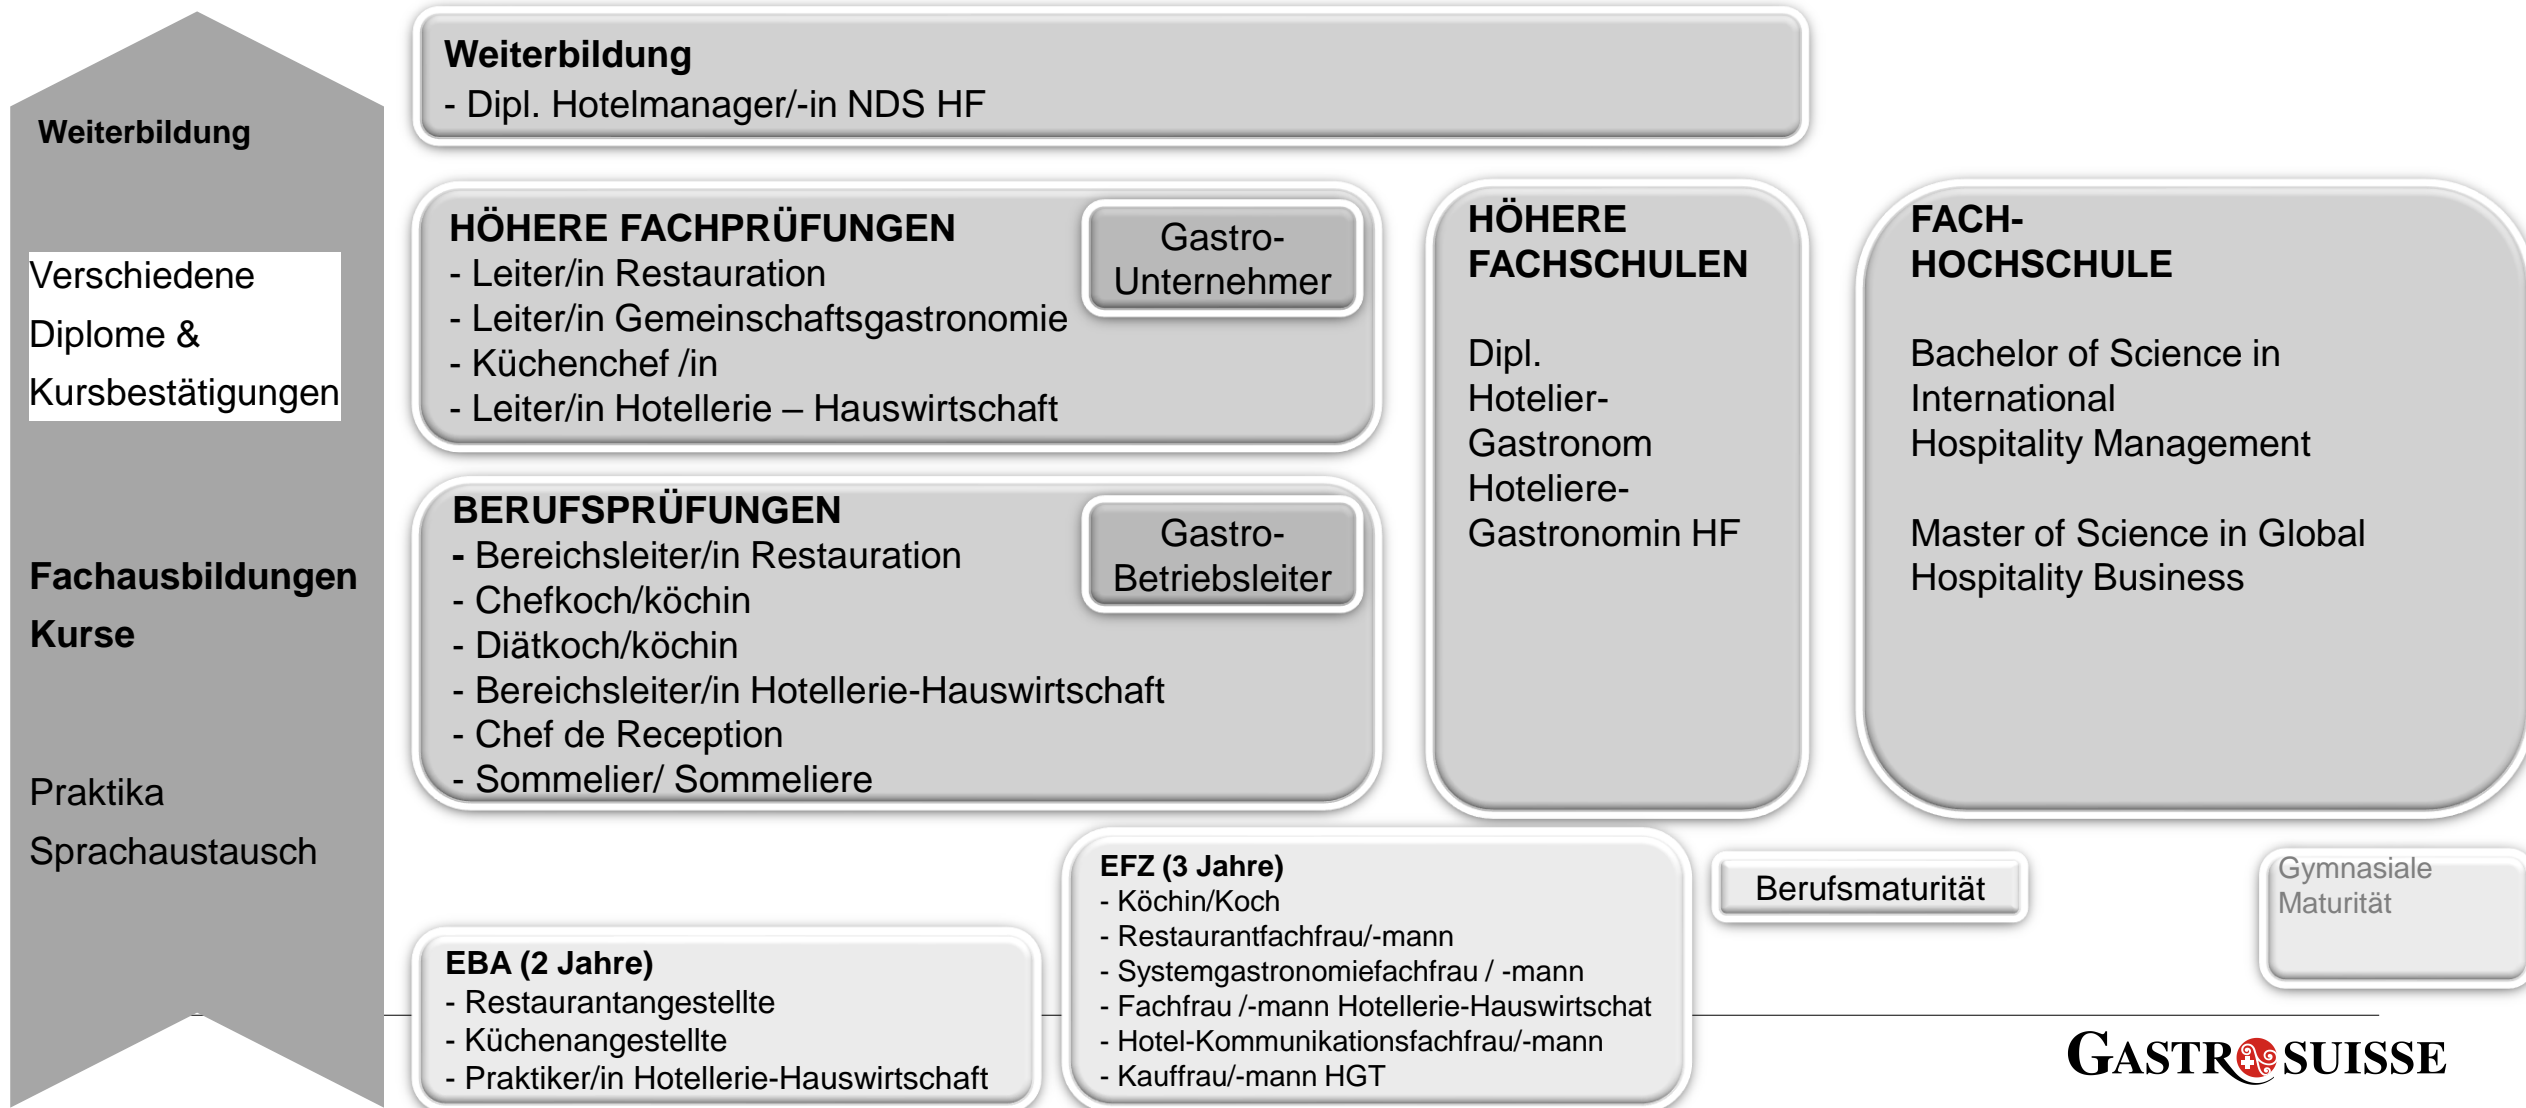 Weiterbildung
Verschiedene
Diplome &
Kursbestätigungen
Fachausbildungen
Kurse
Praktika
Sprachaustausch
Weiterbildung
- Dipl. Hotelmanager/-in NDS HF
HÖHERE FACHPRÜFUNGEN
- Leiter/in Restauration
- Leiter/in Gemeinschaftsgastronomie
- Küchenchef /in
- Leiter/in Hotellerie – Hauswirtschaft
Gastro-
Unternehmer
BERUFSPRÜFUNGEN
- Bereichsleiter/in Restauration
- Chefkoch/köchin
- Diätkoch/köchin
- Bereichsleiter/in Hotellerie-Hauswirtschaft
- Chef de Reception
- Sommelier/ Sommeliere
Gastro-
Betriebsleiter
HÖHERE
FACHSCHULEN
Dipl.
Hotelier-
Gastronom
Hoteliere-
Gastronomin HF
FACH-
HOCHSCHULE
Bachelor of Science in
International
Hospitality Management
Master of Science in Global
Hospitality Business
EBA (2 Jahre)
- Restaurantangestellte
- Küchenangestellte
- Praktiker/in Hotellerie-Hauswirtschaft
EFZ (3 Jahre)
- Köchin/Koch
- Restaurantfachfrau/-mann
- Systemgastronomiefachfrau / -mann
- Fachfrau /-mann Hotellerie-Hauswirtschat
- Hotel-Kommunikationsfachfrau/-mann
- Kauffrau/-mann HGT
Berufsmaturität
Gymnasiale
Maturität
GASTROSUISSE